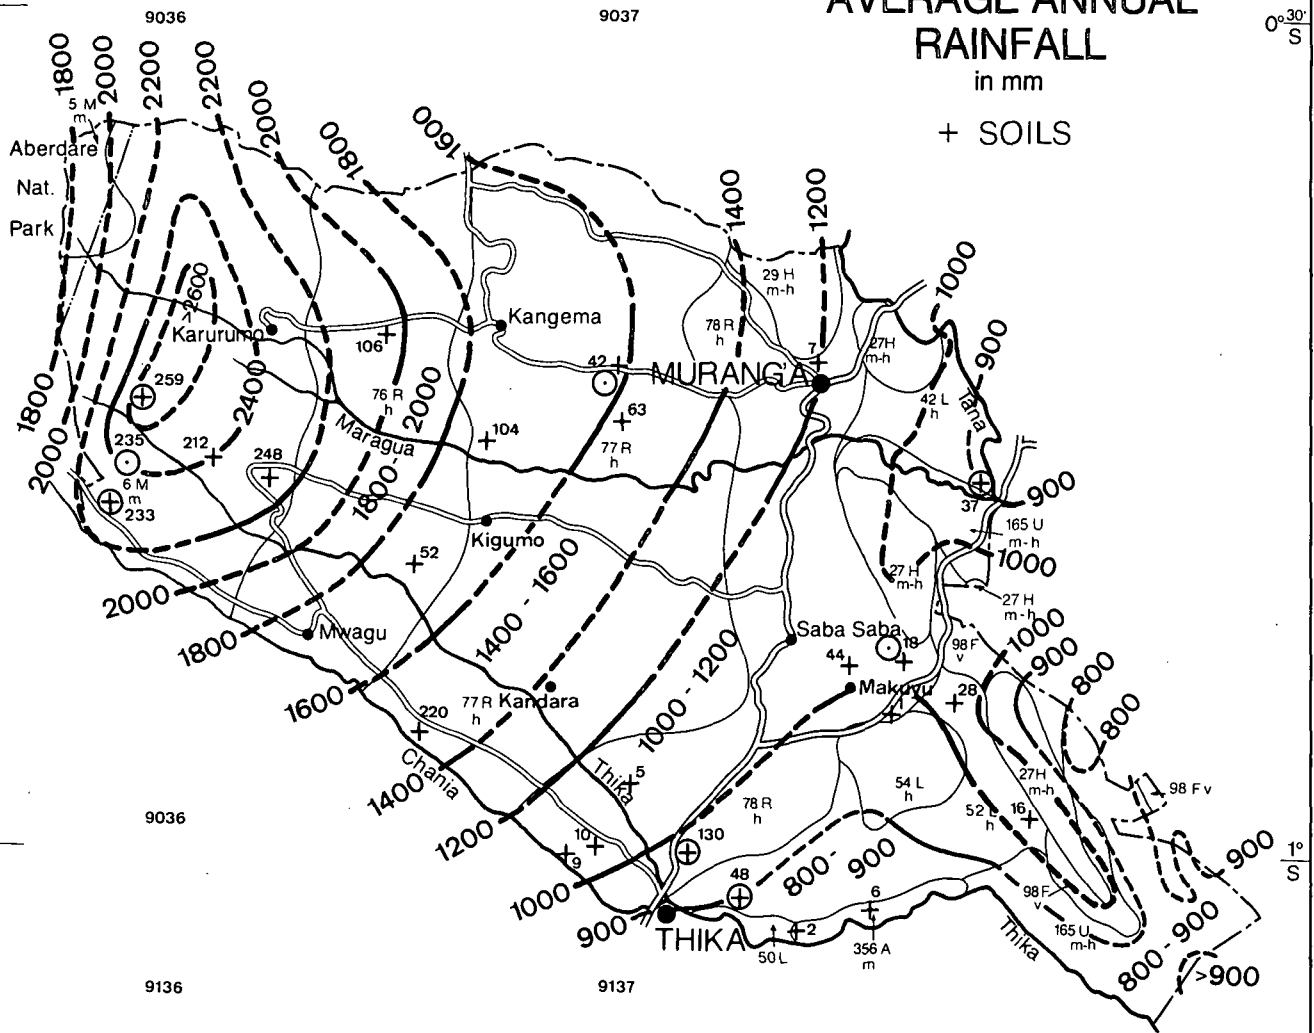 9036
9037
AVERAGE ANNUAL
RAINFALL
in mm
+ SOILS
0° 30'
S
1800
2000
2200
2200
2000
1800
1600
1400
1200
1000
900
5 M
m
Aberdare
Nat.
Park
>2600
Karurumo
Kangema
106
259
2400
235
212
6 M
m
233
248
1800
2000
76 R
h
1800-2000
Maragua
104
42
63
77 R
h
MURANG'A
7
78 R
h
29 H
m-h
27H
m-h
42 L
h
Tana
37
900
165 U
m-h
1000
27 H
m-h
27 H
m-h
Kigumo
52
1400 - 1600
2000
1800
Mwagu
1600
220
77 R
h
Kandara
Chania
1400
1200
1000 - 1200
Thika
5
Saba Saba
18
44
Makuyu
1
28
98 F
v
1000
900
800
800
78 R
h
54 L
h
52 L
h
27H
m-h
16
98 F v
10
9
130
48
1000
900
THIKA
800-900
6
2
50 L
356 A
m
98 F
v
165 U
m-h
Thika
800-900
>900
900
9036
1°
S
9136
9137